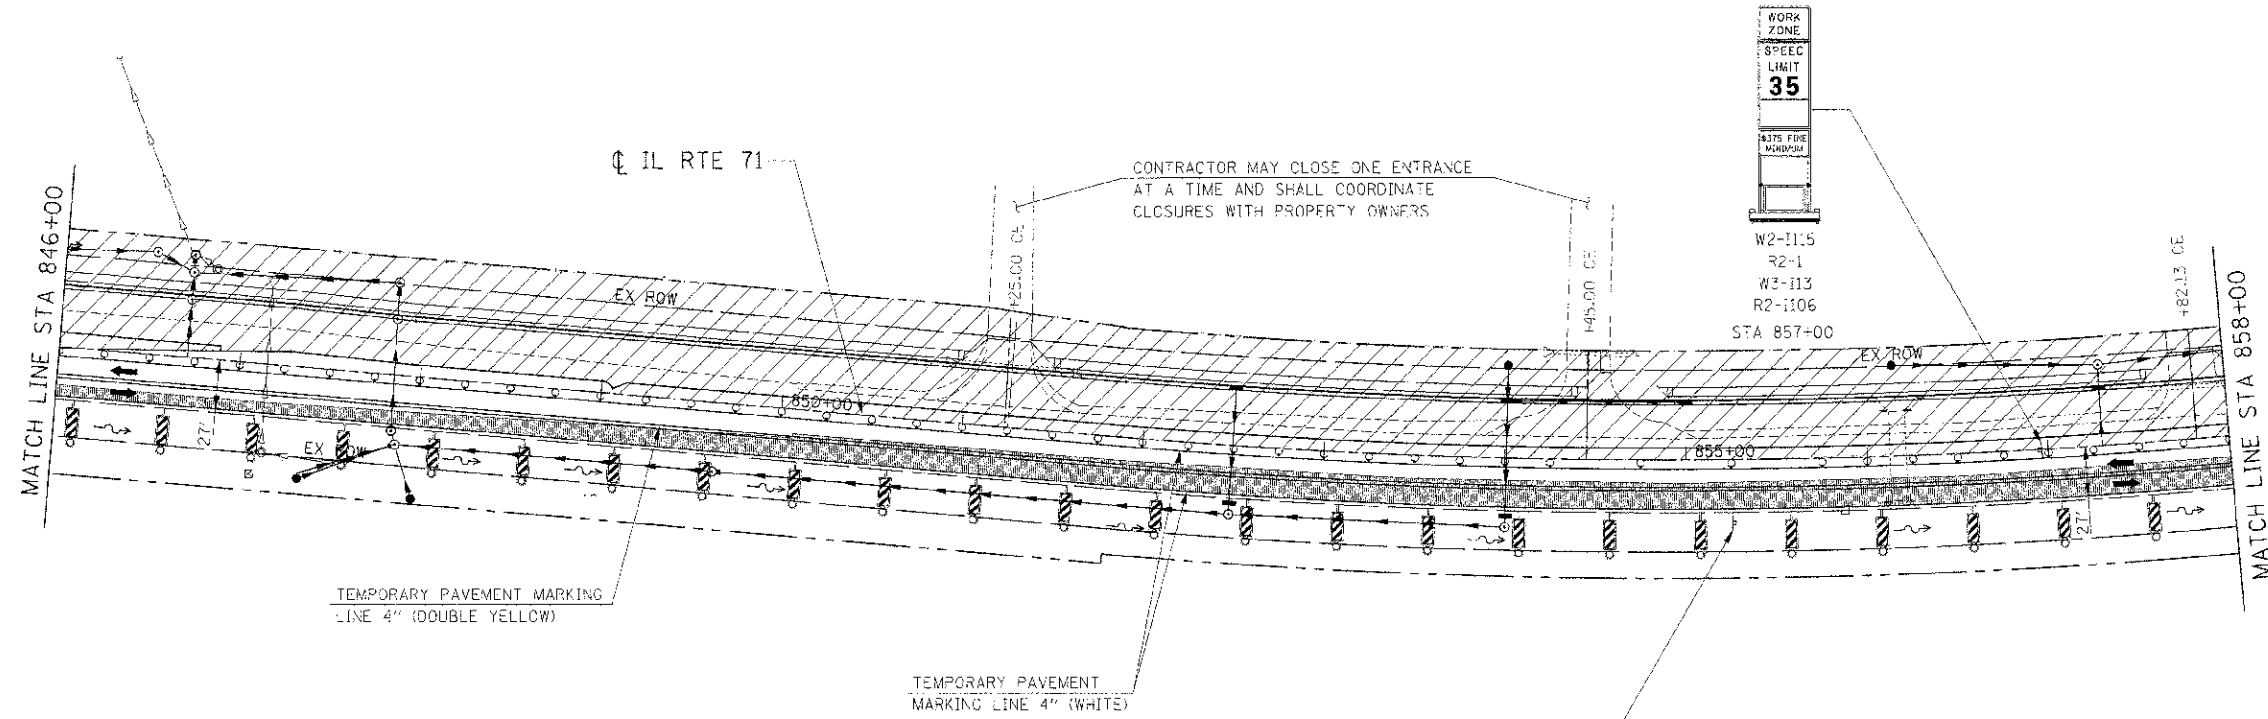 WORK
ZONE
SPEEC
LIMIT
35
$375 FINE
MINIMUM
W2-I115
R2-1
W3-I13
R2-I106
STA 857+00
℄ IL RTE 71
CONTRACTOR MAY CLOSE ONE ENTRANCE
AT A TIME AND SHALL COORDINATE
CLOSURES WITH PROPERTY OWNERS
MATCH LINE STA 846+00
+25.00 CE
+45.00 CE
+82.13 CE
MATCH LINE STA 858+00
EX ROW
EX ROW
850+00
855+00
27'
EX ROW
27'
TEMPORARY PAVEMENT MARKING
LINE 4" (DOUBLE YELLOW)
TEMPORARY PAVEMENT
MARKING LINE 4" (WHITE)